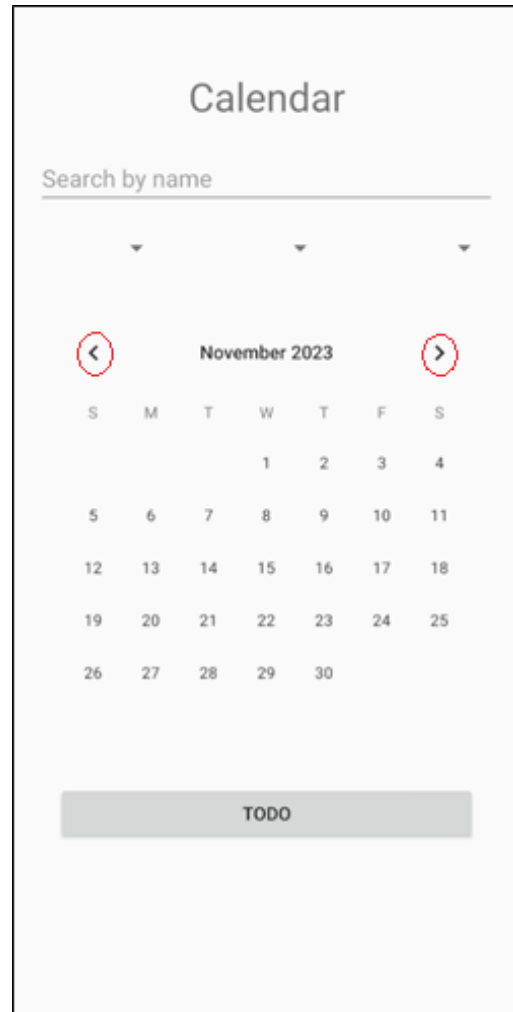 Calendar
Search by name
November 2023
S M T W T F S
1 2 3 4
5 6 7 8 9 10 11
12 13 14 15 16 17 18
19 20 21 22 23 24 25
26 27 28 29 30
TODO